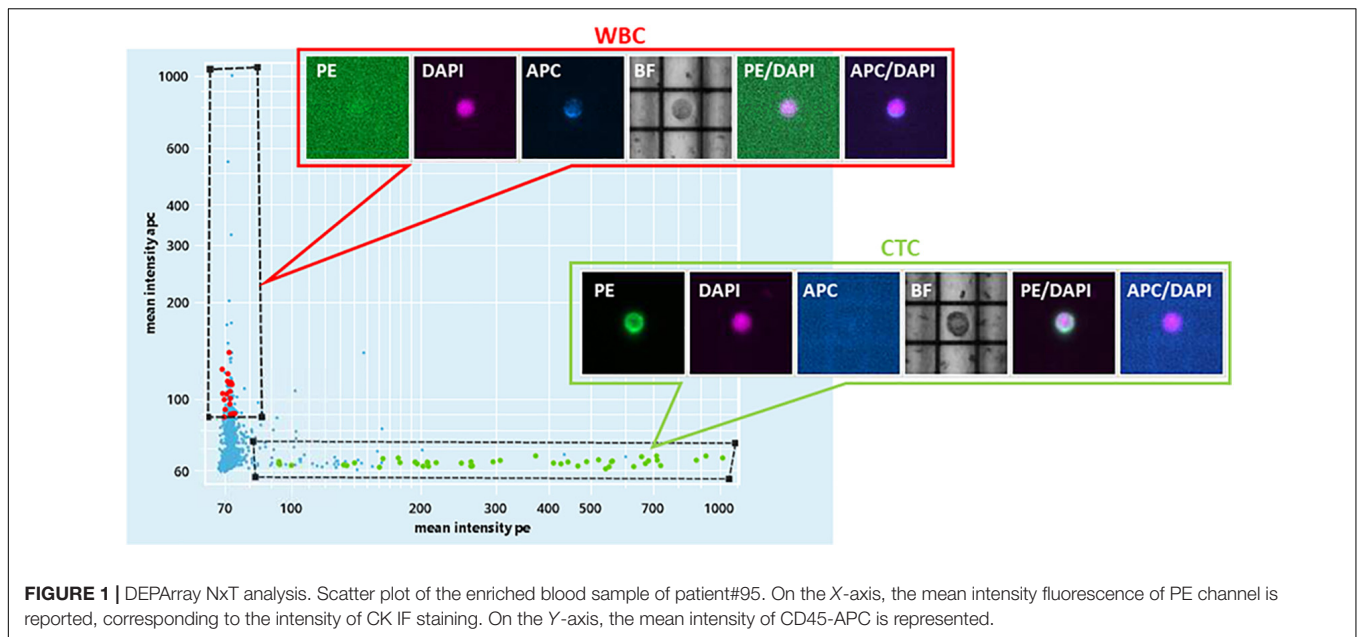 WBC
PE DAPI APC BF PE/DAPI APC/DAPI
CTC
PE DAPI APC BF PE/DAPI APC/DAPI
mean intensity apc
1000
600
400
300
200
100
60
70 100 200 300 400 500 700 1000
mean intensity pe
FIGURE 1 | DEPArray NxT analysis. Scatter plot of the enriched blood sample of patient#95. On the X-axis, the mean intensity fluorescence of PE channel is
reported, corresponding to the intensity of CK IF staining. On the Y-axis, the mean intensity of CD45-APC is represented.